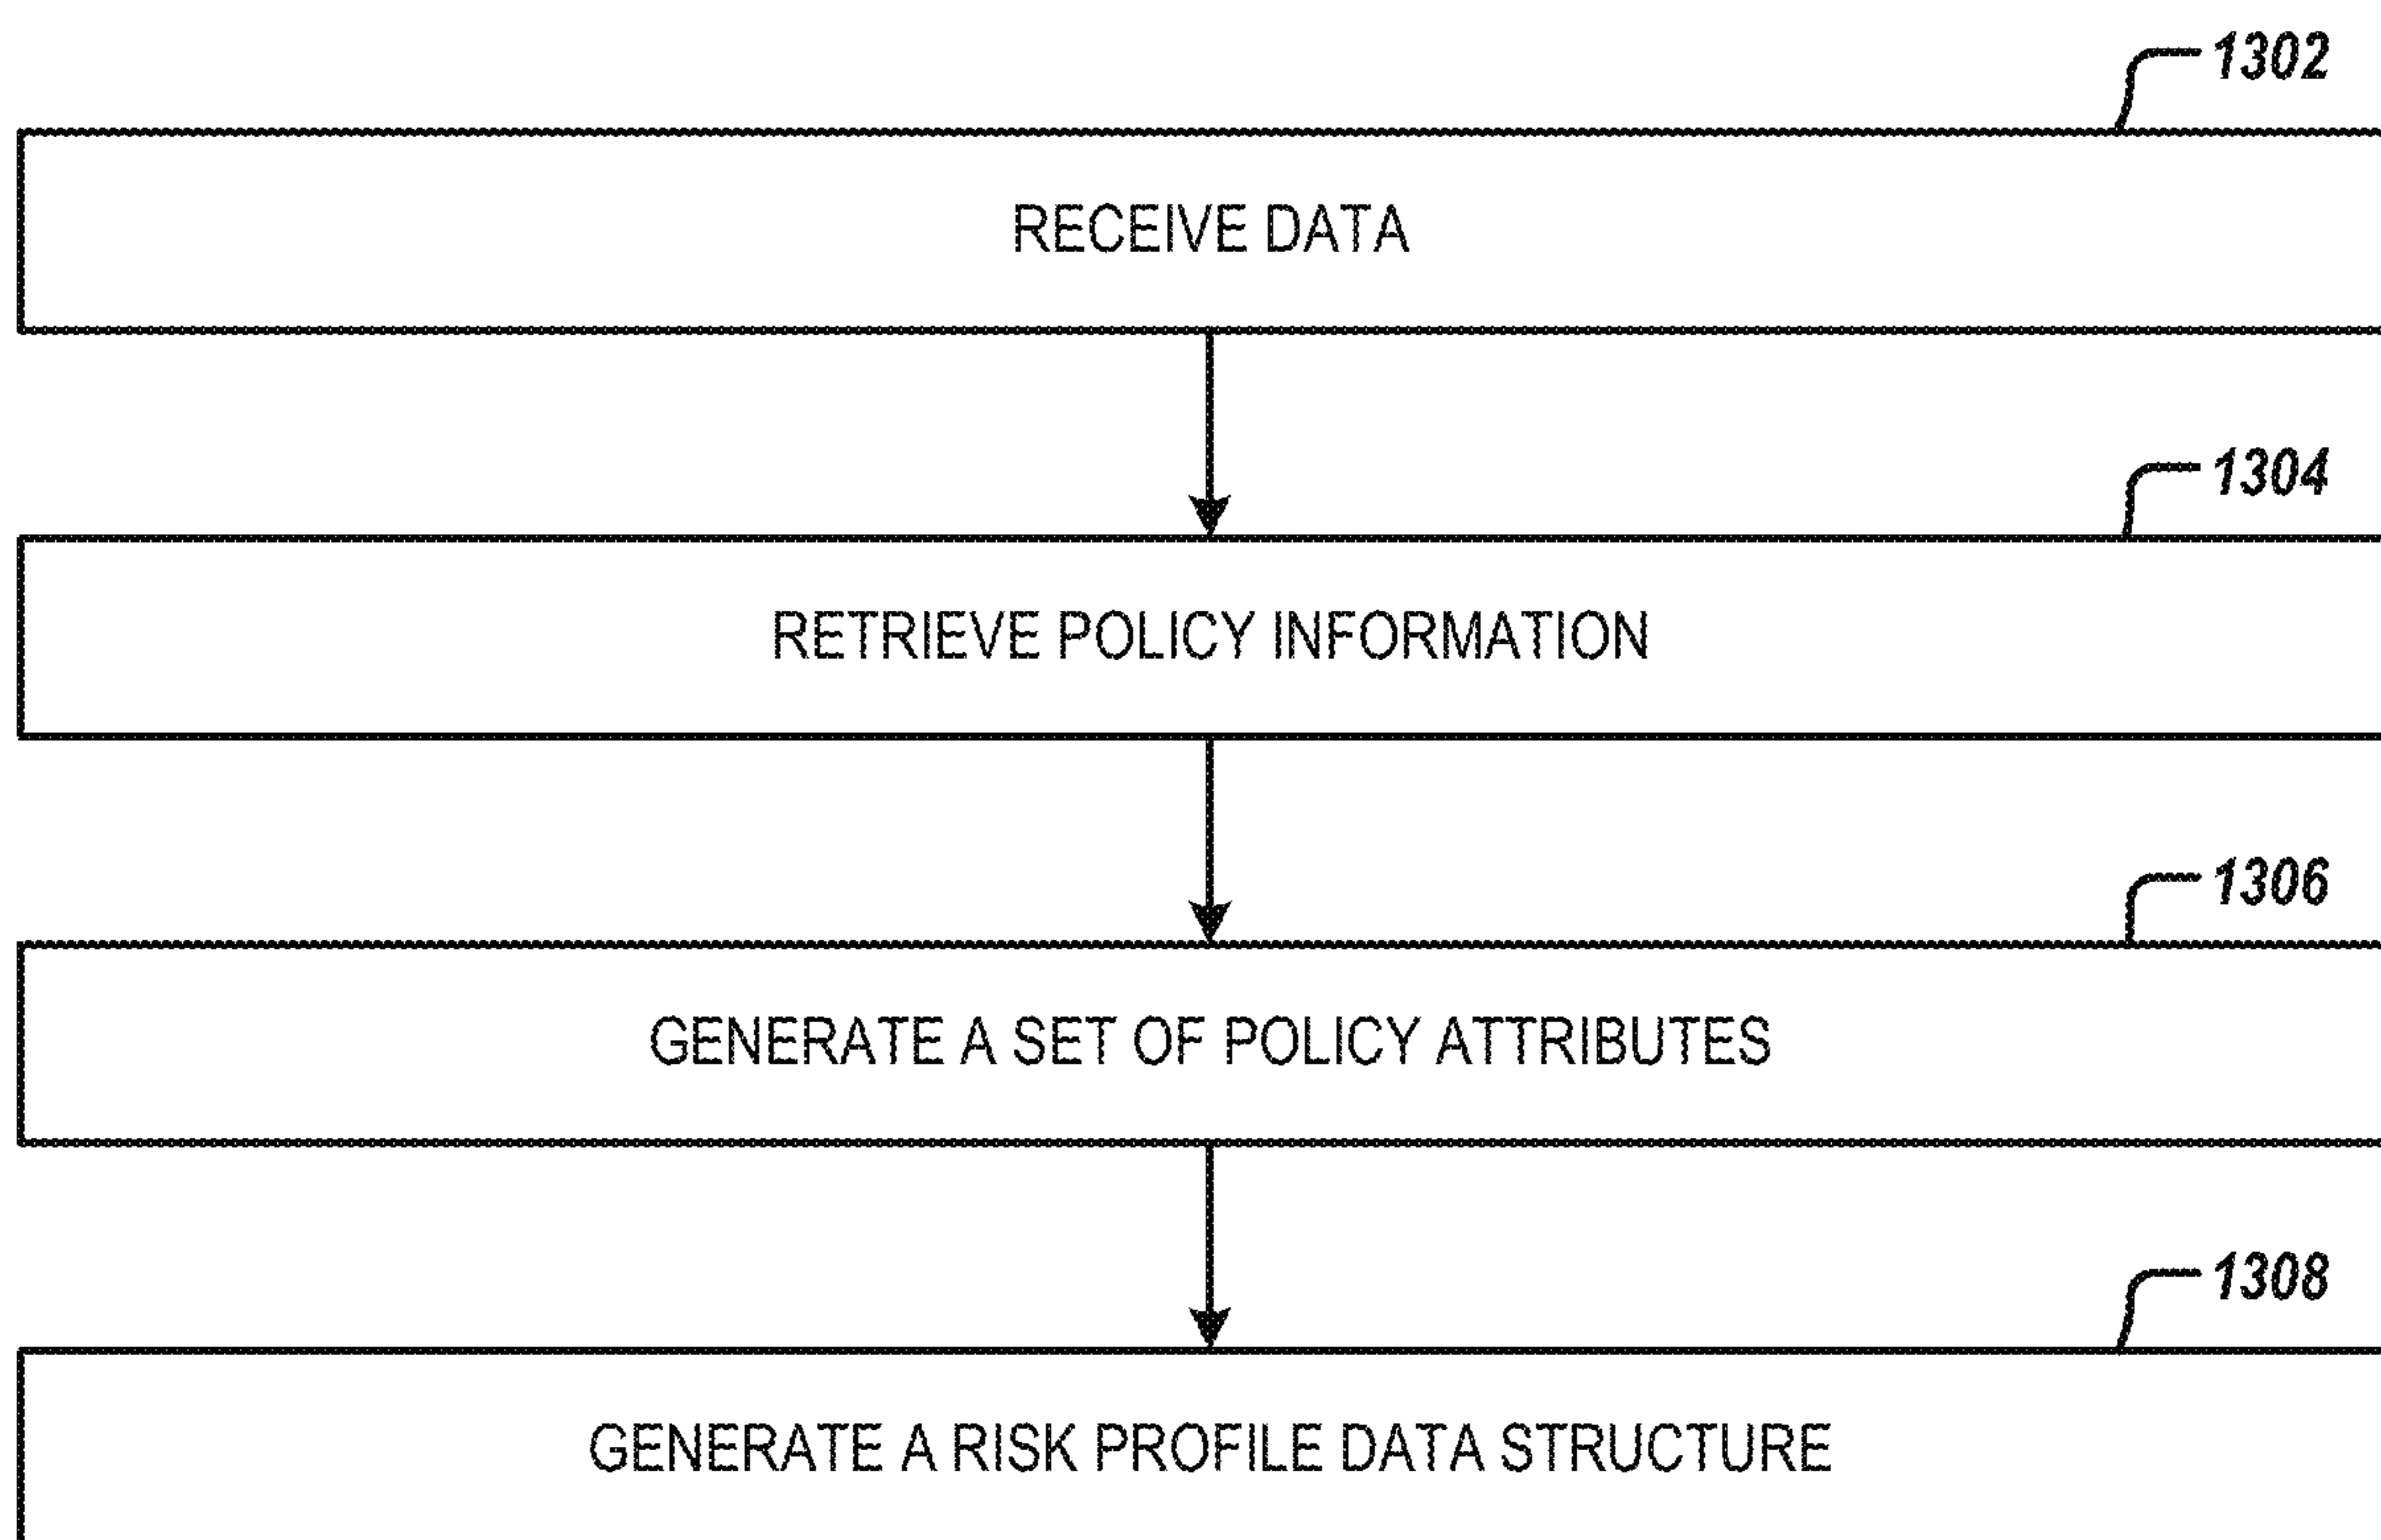 1302
RECEIVE DATA
1304
RETRIEVE POLICY INFORMATION
1306
GENERATE A SET OF POLICY ATTRIBUTES
1308
GENERATE A RISK PROFILE DATA STRUCTURE